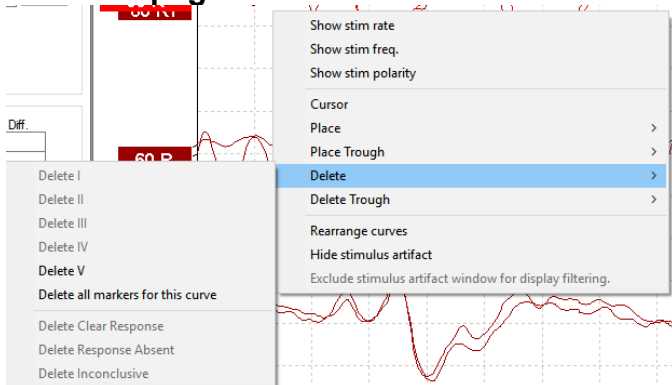 Show stim rate
Show stim freq.
Show stim polarity
Cursor
Place
Place Trough
Delete
Delete Trough
Rearrange curves
Hide stimulus artifact
Exclude stimulus artifact window for display filtering.
Diff.
Delete I
Delete II
Delete III
Delete IV
Delete V
Delete all markers for this curve
Delete Clear Response
Delete Response Absent
Delete Inconclusive